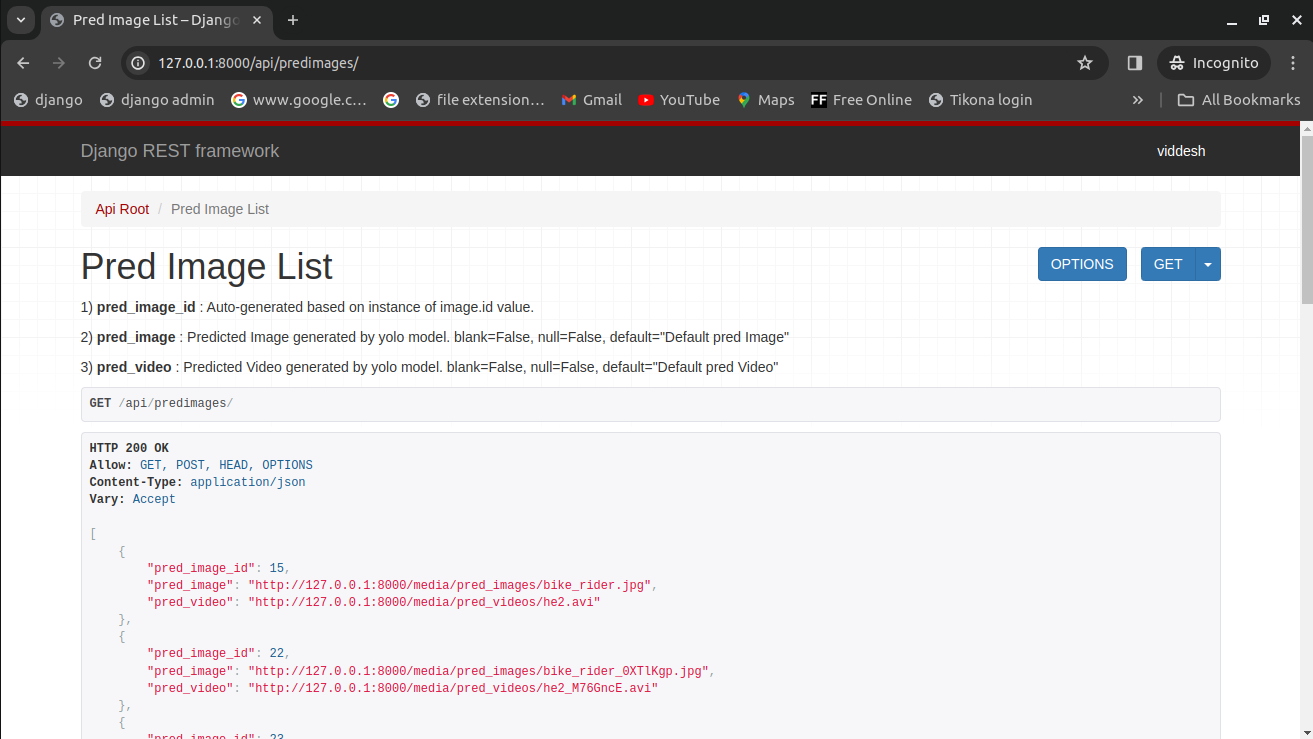 Pred Image List – Django
127.0.0.1:8000/api/predimages/
Incognito
django
django admin
www.google.c...
file extension...
Gmail
YouTube
Maps
FF Free Online
Tikona login
»
All Bookmarks
Django REST framework
viddesh
Api Root / Pred Image List
Pred Image List
OPTIONS
GET
1) pred_image_id : Auto-generated based on instance of image.id value.
2) pred_image : Predicted Image generated by yolo model. blank=False, null=False, default="Default pred Image"
3) pred_video : Predicted Video generated by yolo model. blank=False, null=False, default="Default pred Video"
GET /api/predimages/
HTTP 200 OK
Allow: GET, POST, HEAD, OPTIONS
Content-Type: application/json
Vary: Accept
[
{
"pred_image_id": 15,
"pred_image": "http://127.0.0.1:8000/media/pred_images/bike_rider.jpg",
"pred_video": "http://127.0.0.1:8000/media/pred_videos/he2.avi"
},
{
"pred_image_id": 22,
"pred_image": "http://127.0.0.1:8000/media/pred_images/bike_rider_0XTlKgp.jpg",
"pred_video": "http://127.0.0.1:8000/media/pred_videos/he2_M76GncE.avi"
},
{
"pred_image_id": 23